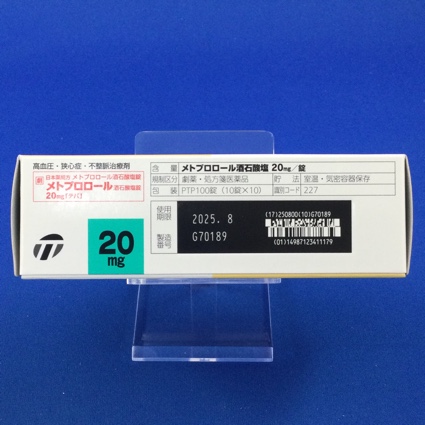 高血圧・狭心症・不整脈治療剤
劇 日本薬局方 メトプロロール酒石酸塩錠
メトプロロール 酒石酸塩錠
20mg「アパ」
20
mg
含量 メトプロロール酒石酸塩 20mg/錠
規制区分 劇薬・処方箋医薬品 貯法 室温・気密容器保存
包装 PTP100錠(10錠×10) 識別コード 227
使用期限 2025. 8
製造番号 G70189
(17)250800(10)G70189
(01)14987123411179